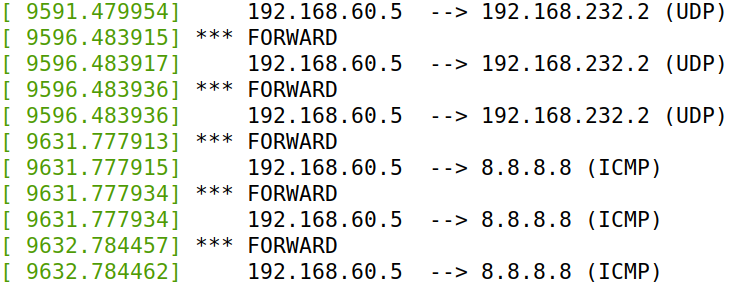 [ 9591.479954]      192.168.60.5  --> 192.168.232.2 (UDP)
[ 9596.483915] *** FORWARD
[ 9596.483917]      192.168.60.5  --> 192.168.232.2 (UDP)
[ 9596.483936] *** FORWARD
[ 9596.483936]      192.168.60.5  --> 192.168.232.2 (UDP)
[ 9631.777913] *** FORWARD
[ 9631.777915]      192.168.60.5  --> 8.8.8.8 (ICMP)
[ 9631.777934] *** FORWARD
[ 9631.777934]      192.168.60.5  --> 8.8.8.8 (ICMP)
[ 9632.784457] *** FORWARD
[ 9632.784462]      192.168.60.5  --> 8.8.8.8 (ICMP)